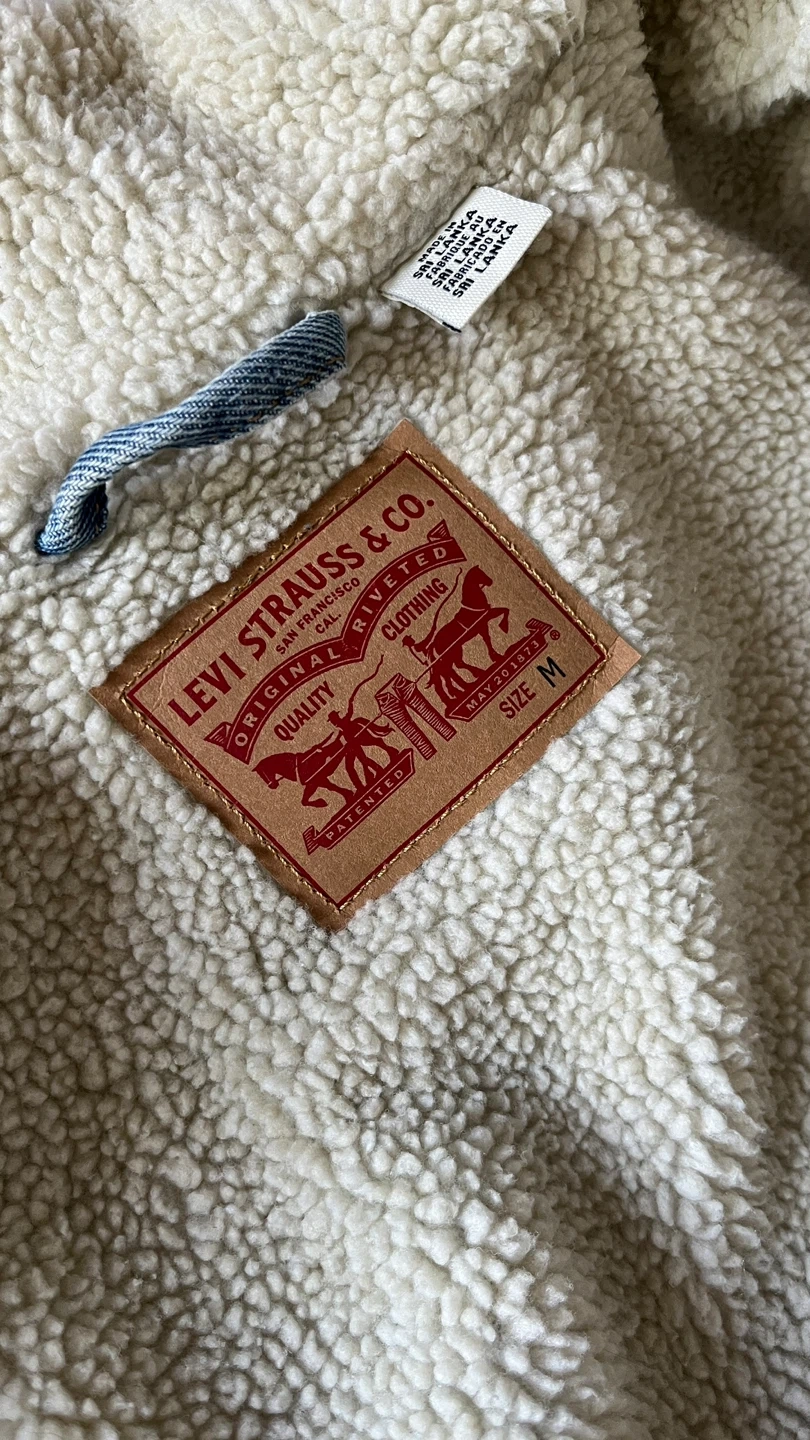 MADE IN
SRI LANKA
FABRIQUE AU
SRI LANKA
FABRICADO EN
SRI LANKA
LEVI STRAUSS & CO.
SAN FRANCISCO
CAL.
ORIGINAL RIVETED
QUALITY CLOTHING
PATENTED MAY 20 1873 ®
SIZE M